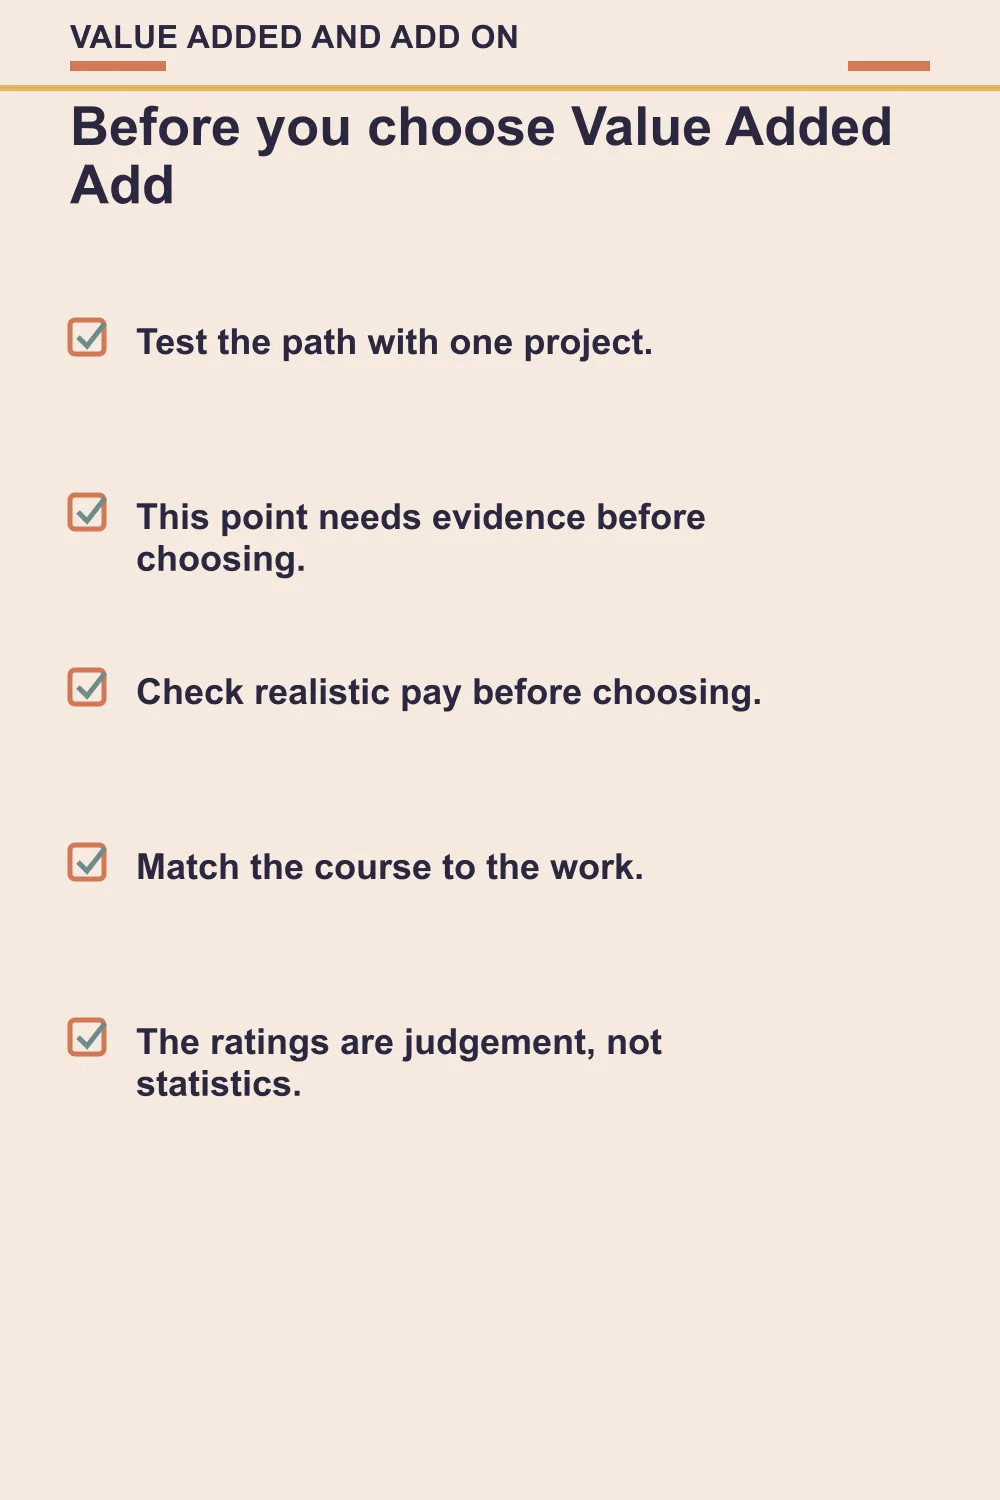 VALUE ADDED AND ADD ON
Before you choose Value Added
Add
Test the path with one project.
This point needs evidence before
choosing.
Check realistic pay before choosing.
Match the course to the work.
The ratings are judgement, not
statistics.